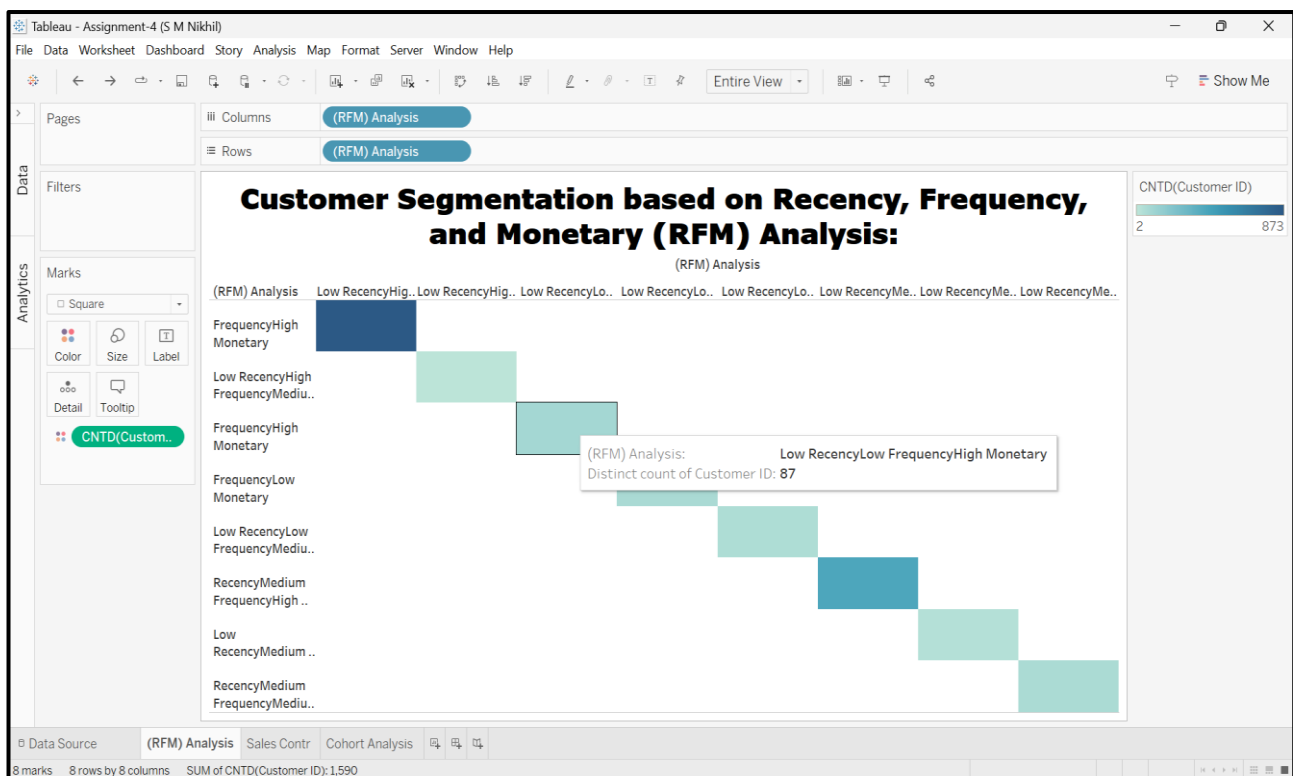 Tableau - Assignment-4 (S M Nikhil)
File Data Worksheet Dashboard Story Analysis Map Format Server Window Help
Entire View
Show Me
Pages
iii Columns
(RFM) Analysis
Rows
(RFM) Analysis
Data
Filters
Analytics
Marks
Square
Color Size Label
Detail Tooltip
CNTD(Custom..
Customer Segmentation based on Recency, Frequency,
and Monetary (RFM) Analysis:
(RFM) Analysis
(RFM) Analysis Low RecencyHig.. Low RecencyHig.. Low RecencyLo.. Low RecencyLo.. Low RecencyLo.. Low RecencyMe.. Low RecencyMe.. Low RecencyMe..
FrequencyHigh
Monetary
Low RecencyHigh
FrequencyMediu..
FrequencyHigh
Monetary
FrequencyLow
Monetary
Low RecencyLow
FrequencyMediu..
RecencyMedium
FrequencyHigh ..
Low
RecencyMedium ..
RecencyMedium
FrequencyMediu..
(RFM) Analysis: Low RecencyLow FrequencyHigh Monetary
Distinct count of Customer ID: 87
CNTD(Customer ID)
2 873
Data Source (RFM) Analysis Sales Contr Cohort Analysis
8 marks 8 rows by 8 columns SUM of CNTD(Customer ID): 1,590